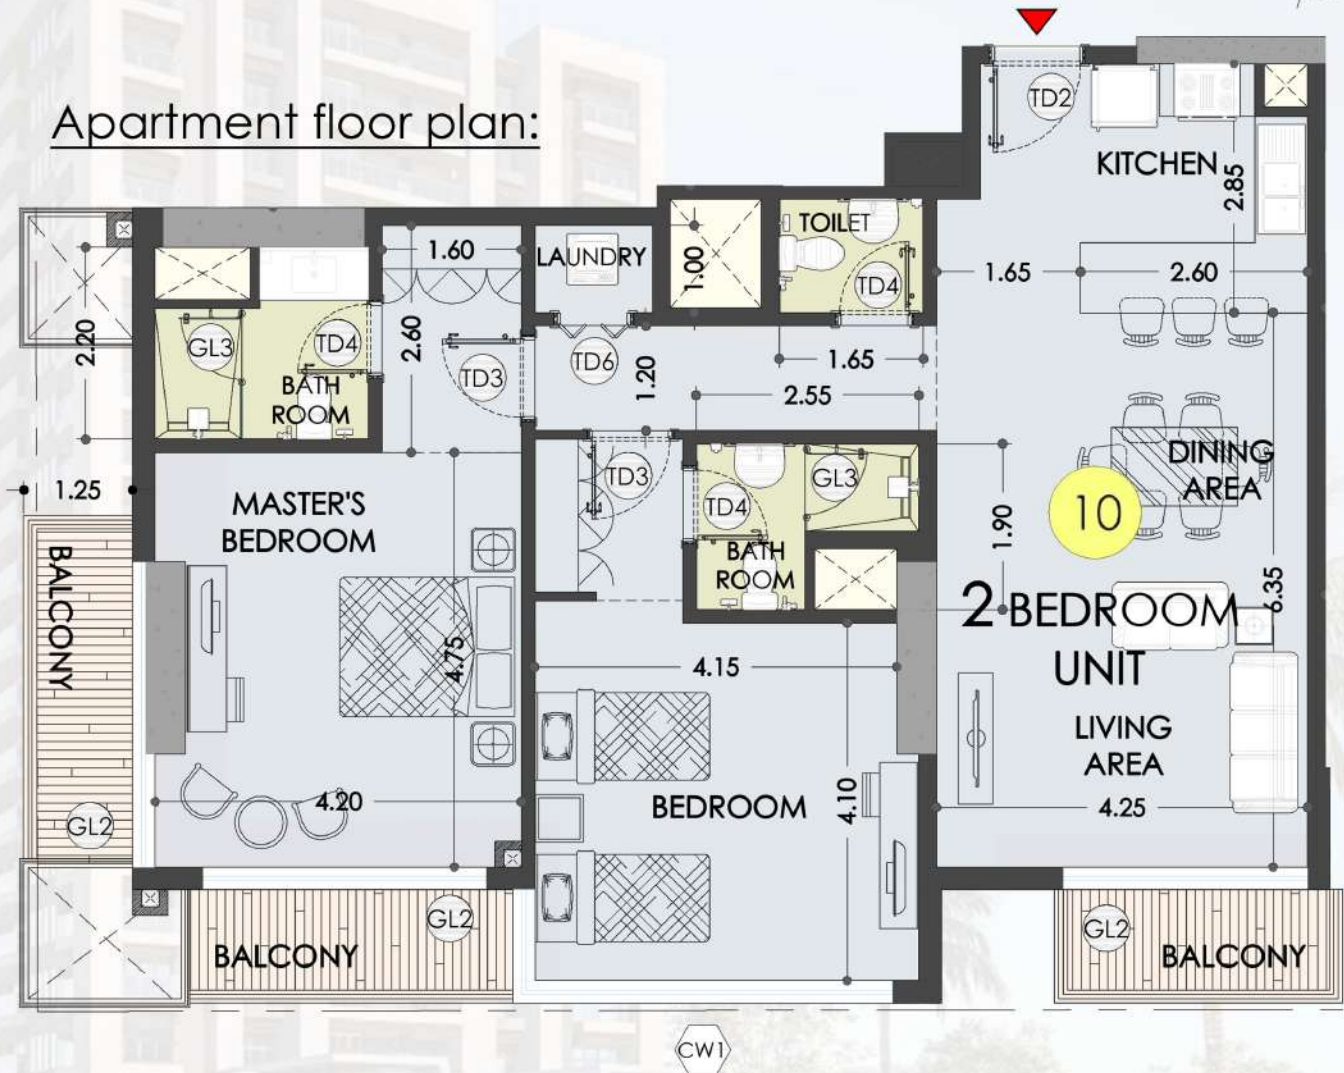 Apartment floor plan:
TD2
KITCHEN
2.85
TOILET
1.60
LAUNDRY
1.00
TD4
1.65
2.60
2.20
GL3
TD4
2.60
TD3
TD6
1.20
1.65
BATH
ROOM
2.55
DINING
AREA
1.25
MASTER'S
BEDROOM
TD3
TD4
GL3
1.90
10
BATH
ROOM
BALCONY
2 BEDROOM
UNIT
6.35
4.75
4.15
LIVING
AREA
4.20
BEDROOM
4.10
4.25
GL2
GL2
BALCONY
GL2
BALCONY
CW1